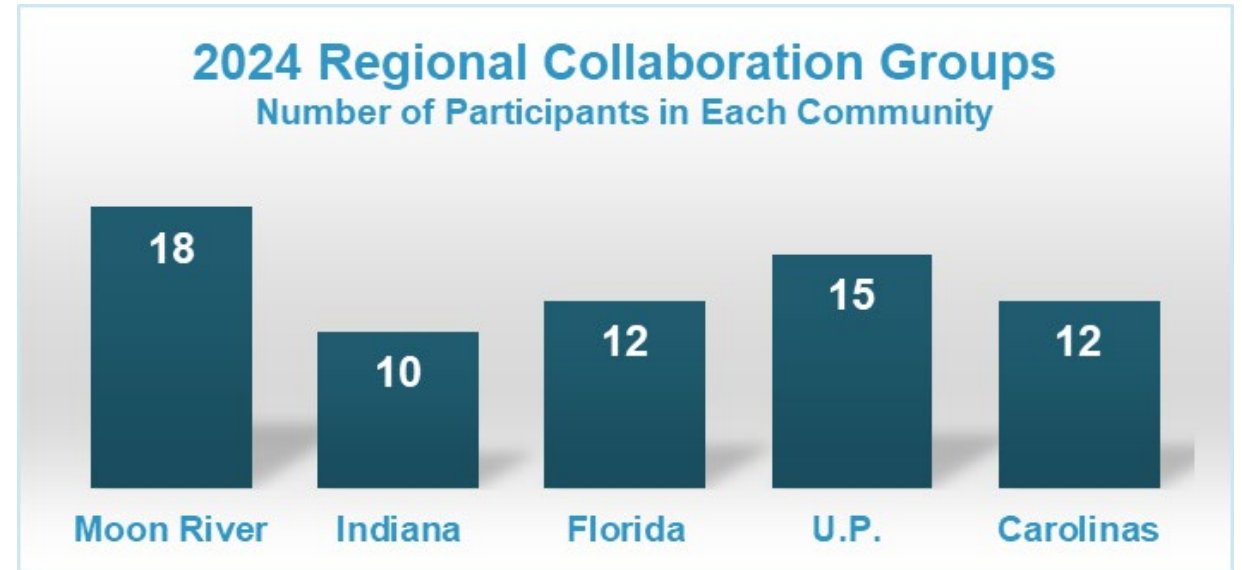 2024 Regional Collaboration Groups
Number of Participants in Each Community
18
10
12
15
12
Moon River
Indiana
Florida
U.P.
Carolinas